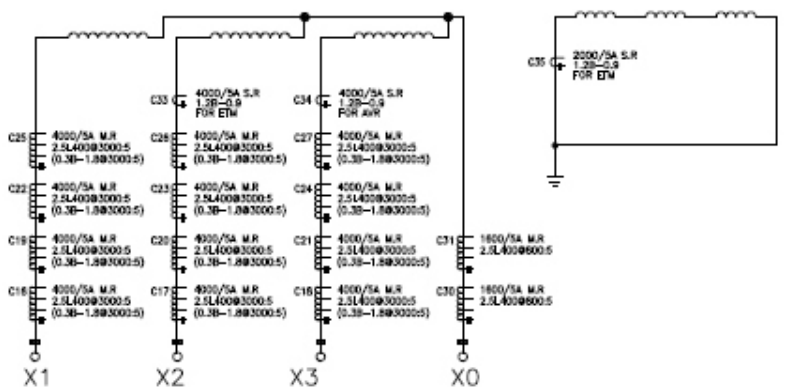 C33
4000/5A S.R
1.2B-0.9
FOR ETM
C34
4000/5A S.R
1.2B-0.9
FOR AVR
C35
2000/5A S.R
1.2B-0.9
FOR ETM
C25
4000/5A M.R
2.5L400@3000:5
(0.3B-1.8@3000:5)
C26
4000/5A M.R
2.5L400@3000:5
(0.3B-1.8@3000:5)
C27
4000/5A M.R
2.5L400@3000:5
(0.3B-1.8@3000:5)
C22
4000/5A M.R
2.5L400@3000:5
(0.3B-1.8@3000:5)
C23
4000/5A M.R
2.5L400@3000:5
(0.3B-1.8@3000:5)
C24
4000/5A M.R
2.5L400@3000:5
(0.3B-1.8@3000:5)
C19
4000/5A M.R
2.5L400@3000:5
(0.3B-1.8@3000:5)
C20
4000/5A M.R
2.5L400@3000:5
(0.3B-1.8@3000:5)
C21
4000/5A M.R
2.5L400@3000:5
(0.3B-1.8@3000:5)
C31
1600/5A M.R
2.5L400@600:5
C16
4000/5A M.R
2.5L400@3000:5
(0.3B-1.8@3000:5)
C17
4000/5A M.R
2.5L400@3000:5
(0.3B-1.8@3000:5)
C18
4000/5A M.R
2.5L400@3000:5
(0.3B-1.8@3000:5)
C30
1600/5A M.R
2.5L400@600:5
X1
X2
X3
X0